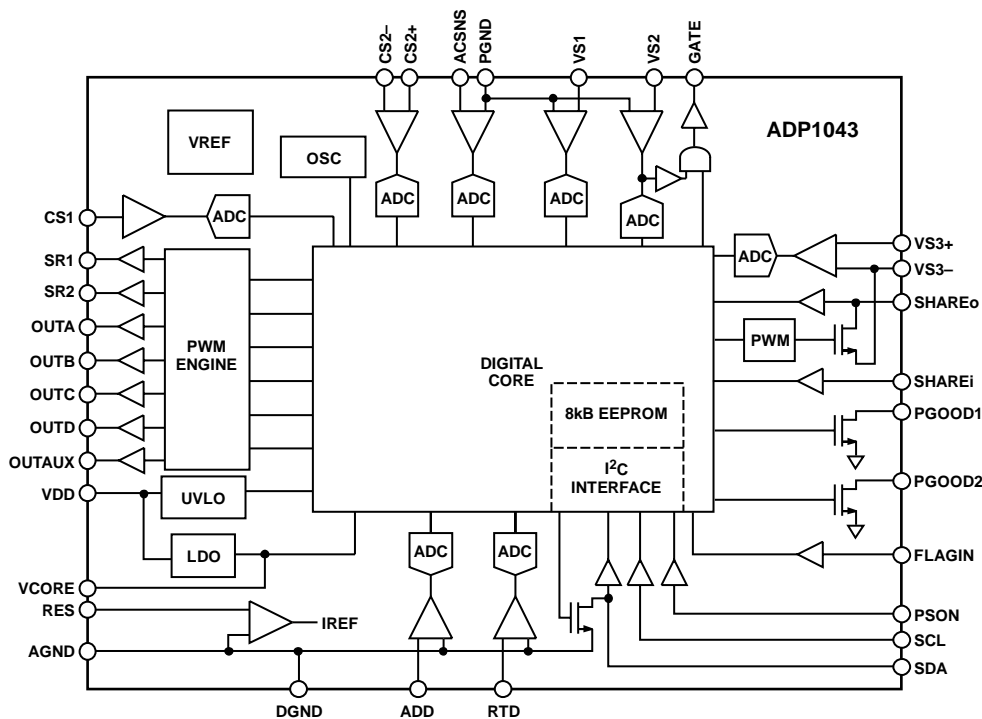 CS2–
CS2+
ACSNS
PGND
VS1
VS2
GATE
ADP1043
VREF
OSC
ADC
ADC
ADC
ADC
CS1
ADC
ADC
VS3+
VS3–
SR1
SR2
OUTA
OUTB
OUTC
OUTD
OUTAUX
PWM
ENGINE
DIGITAL
CORE
8kB EEPROM
I²C
INTERFACE
PWM
SHAREo
SHAREi
PGOOD1
PGOOD2
VDD
UVLO
LDO
VCORE
RES
IREF
AGND
ADC
ADC
FLAGIN
PSON
SCL
SDA
DGND
ADD
RTD